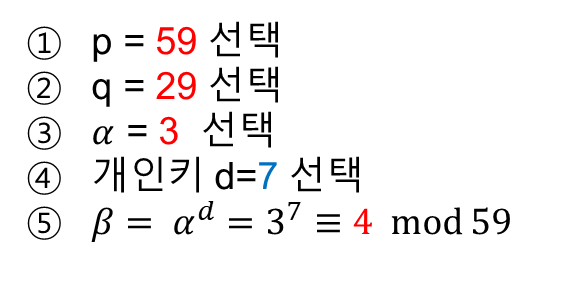 ① p = 59 선택
② q = 29 선택
③ α = 3 선택
④ 개인키 d=7 선택
⑤ β = α^d = 3^7 ≡ 4 mod 59